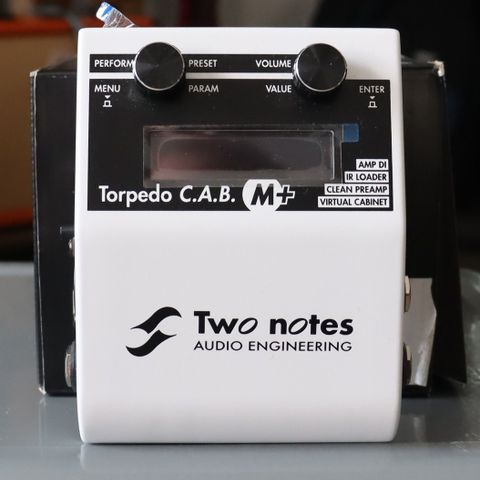 PERFORM PRESET VOLUME
MENU PARAM VALUE ENTER
AMP DI
IR LOADER
CLEAN PREAMP
VIRTUAL CABINET
Torpedo C.A.B. M+
Two notes
AUDIO ENGINEERING